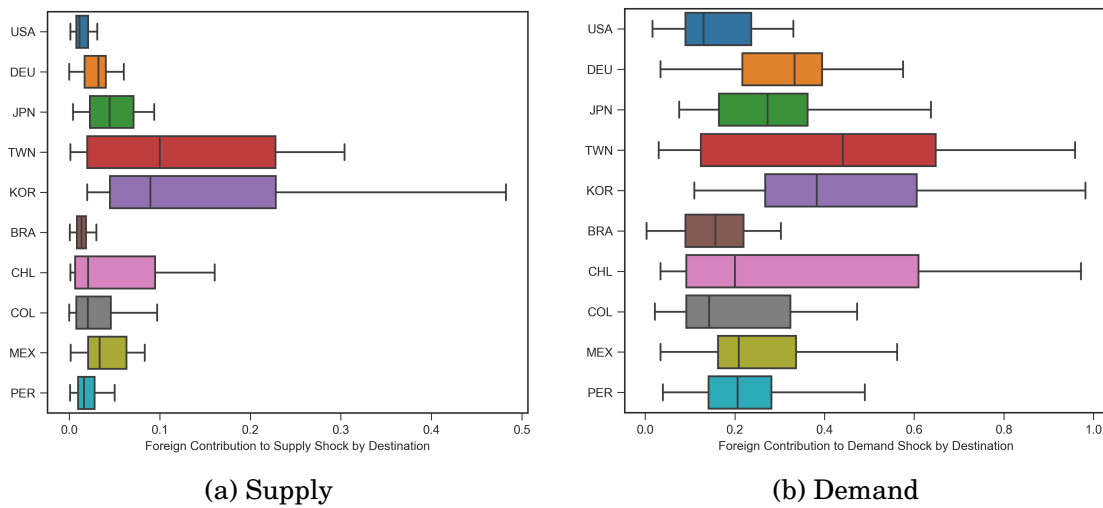 USA
DEU
JPN
TWN
KOR
BRA
CHL
COL
MEX
PER
0.0 0.1 0.2 0.3 0.4 0.5
Foreign Contribution to Supply Shock by Destination
(a) Supply
USA
DEU
JPN
TWN
KOR
BRA
CHL
COL
MEX
PER
0.0 0.2 0.4 0.6 0.8 1.0
Foreign Contribution to Demand Shock by Destination
(b) Demand